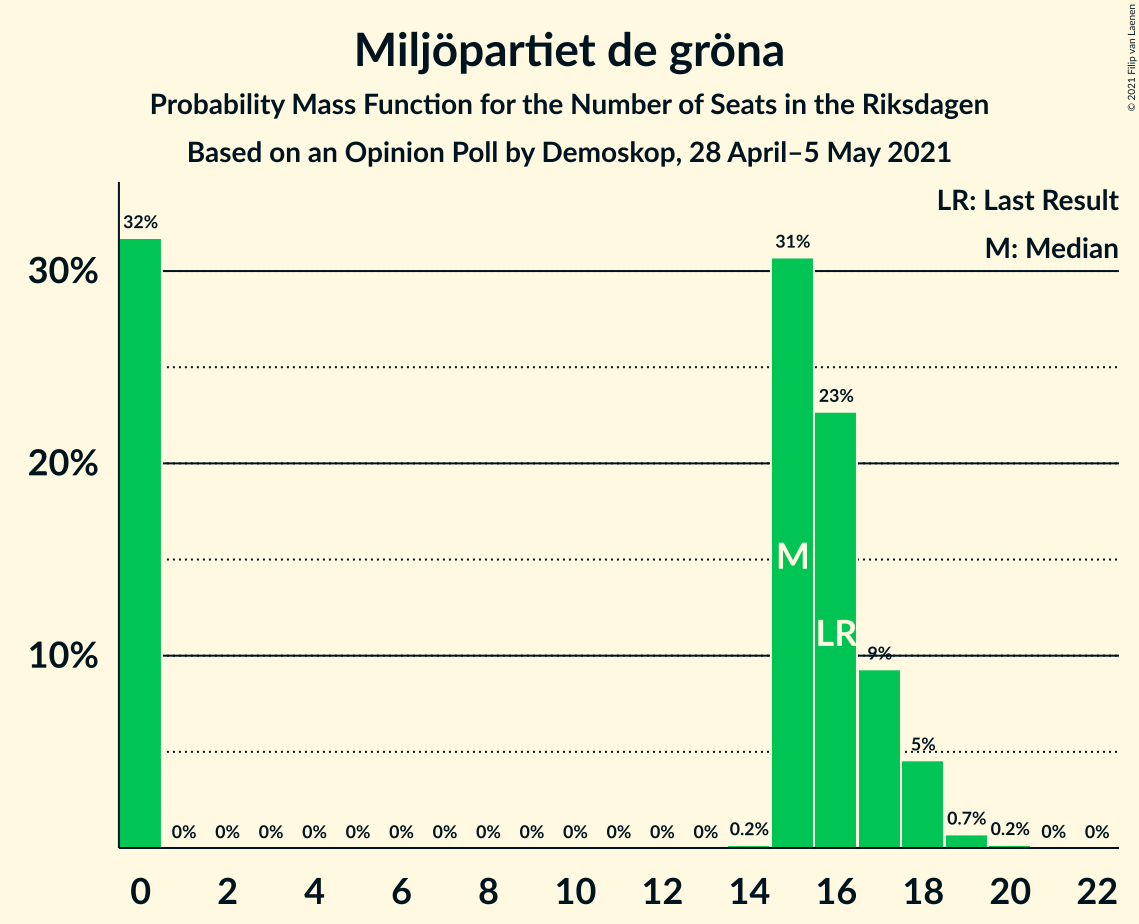 Miljöpartiet de gröna
Probability Mass Function for the Number of Seats in the Riksdagen
Based on an Opinion Poll by Demoskop, 28 April–5 May 2021
© 2021 Filip van Laenen
LR: Last Result
M: Median
30%
20%
10%
32%
0%
0%
0%
0%
0%
0%
0%
0%
0%
0%
0%
0%
0%
0.2%
31%
23%
9%
5%
0.7%
0.2%
0%
0%
M
LR
0 2 4 6 8 10 12 14 16 18 20 22